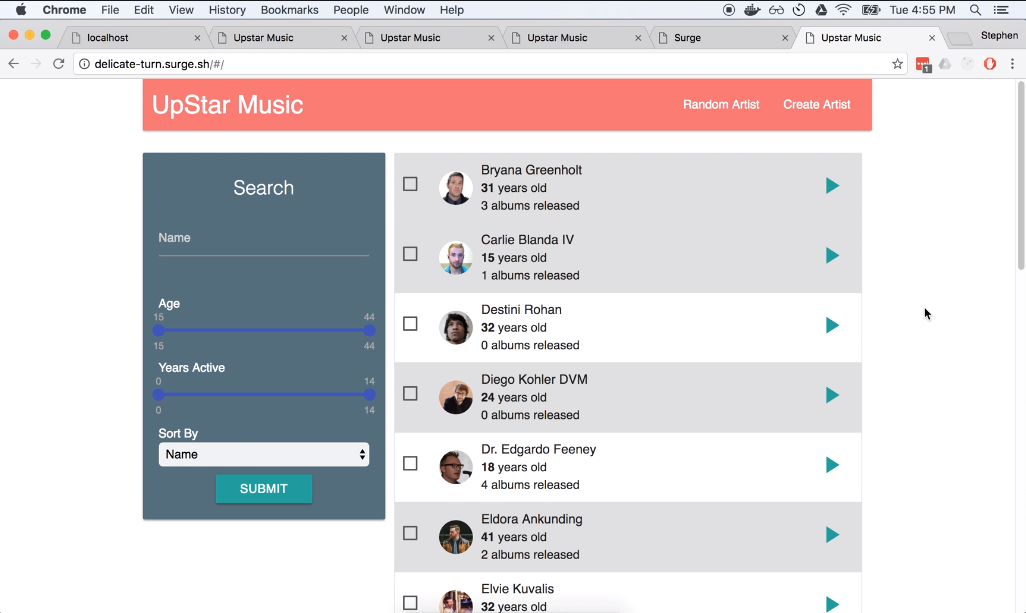 Chrome File Edit View History Bookmarks People Window Help Tue 4:55 PM
localhost Upstar Music Upstar Music Upstar Music Surge Upstar Music Stephen
delicate-turn.surge.sh/#/
1
UpStar Music Random Artist Create Artist
Search
Name
Age
15 44
15 44
Years Active
0 14
0 14
Sort By
Name
SUBMIT
Bryana Greenholt
31 years old
3 albums released
Carlie Blanda IV
15 years old
1 albums released
Destini Rohan
32 years old
0 albums released
Diego Kohler DVM
24 years old
0 albums released
Dr. Edgardo Feeney
18 years old
4 albums released
Eldora Ankunding
41 years old
2 albums released
Elvie Kuvalis
32 years old